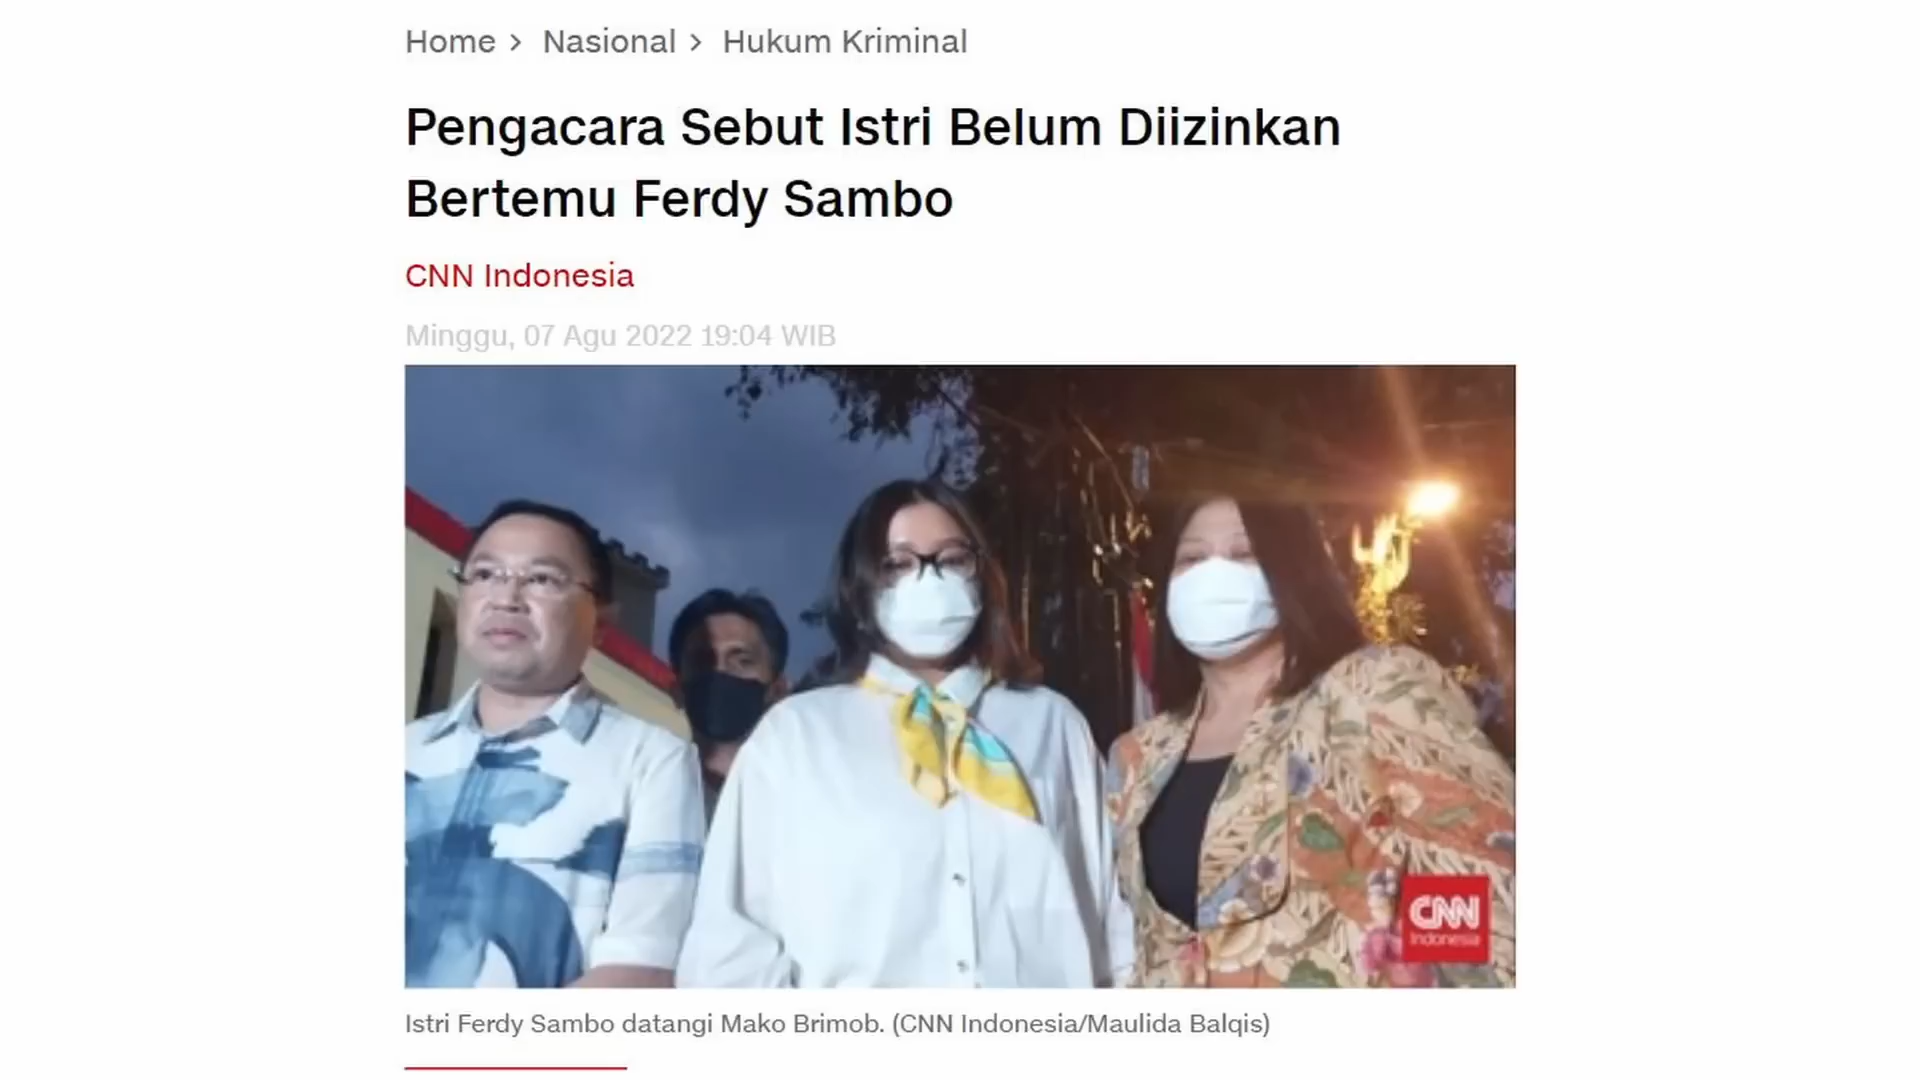 Home > Nasional > Hukum Kriminal
Pengacara Sebut Istri Belum Diizinkan
Bertemu Ferdy Sambo
CNN Indonesia
Minggu, 07 Agu 2022 19:04 WIB
CNN
Indonesia
Istri Ferdy Sambo datangi Mako Brimob. (CNN Indonesia/Maulida Balqis)